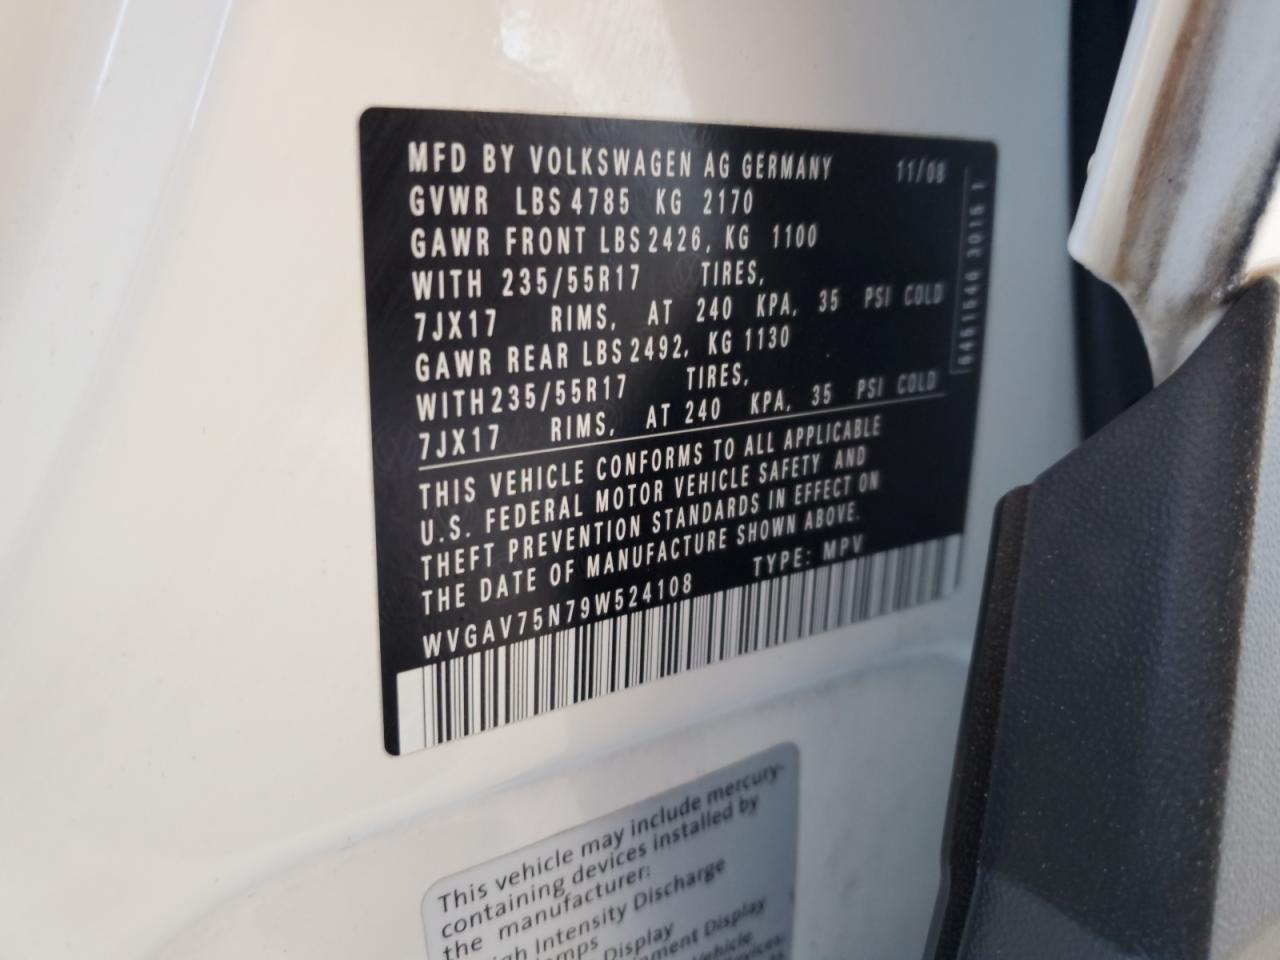 MFD BY VOLKSWAGEN AG GERMANY 11/08
GVWR LBS 4785 KG 2170
GAWR FRONT LBS 2426, KG 1100
WITH 235/55R17 TIRES,
7JX17 RIMS, AT 240 KPA, 35 PSI COLD
GAWR REAR LBS 2492, KG 1130
WITH 235/55R17 TIRES,
7JX17 RIMS, AT 240 KPA, 35 PSI COLD
THIS VEHICLE CONFORMS TO ALL APPLICABLE
U.S. FEDERAL MOTOR VEHICLE SAFETY AND
THEFT PREVENTION STANDARDS IN EFFECT ON
THE DATE OF MANUFACTURE SHOWN ABOVE.
WVGAV75N79W524108 TYPE: MPV
This vehicle may include mercury-
containing devices installed by
the manufacturer:
Intensity Discharge
Display
Display
Vehicle